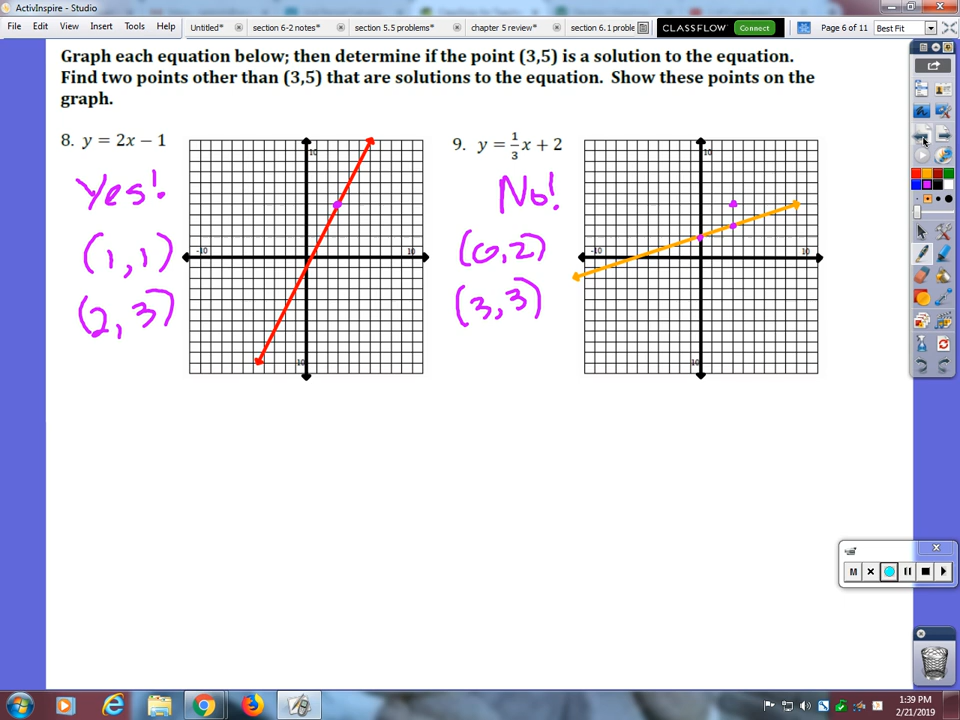 ActivInspire - Studio
File Edit View Insert Tools Help Untitled* section 6-2 notes* section 5.5 problems* chapter 5 review* section 6.1 proble CLASSFLOW Connect Page 6 of 11 Best Fit
Graph each equation below; then determine if the point (3,5) is a solution to the equation.
Find two points other than (3,5) that are solutions to the equation. Show these points on the
graph.
8. y = 2x − 1
Yes!
(1,1)
(2,3)
10
-10
10
10
9. y = 1/3 x + 2
No!
(0,2)
(3,3)
10
-10
10
10
M
1:39 PM
2/21/2019